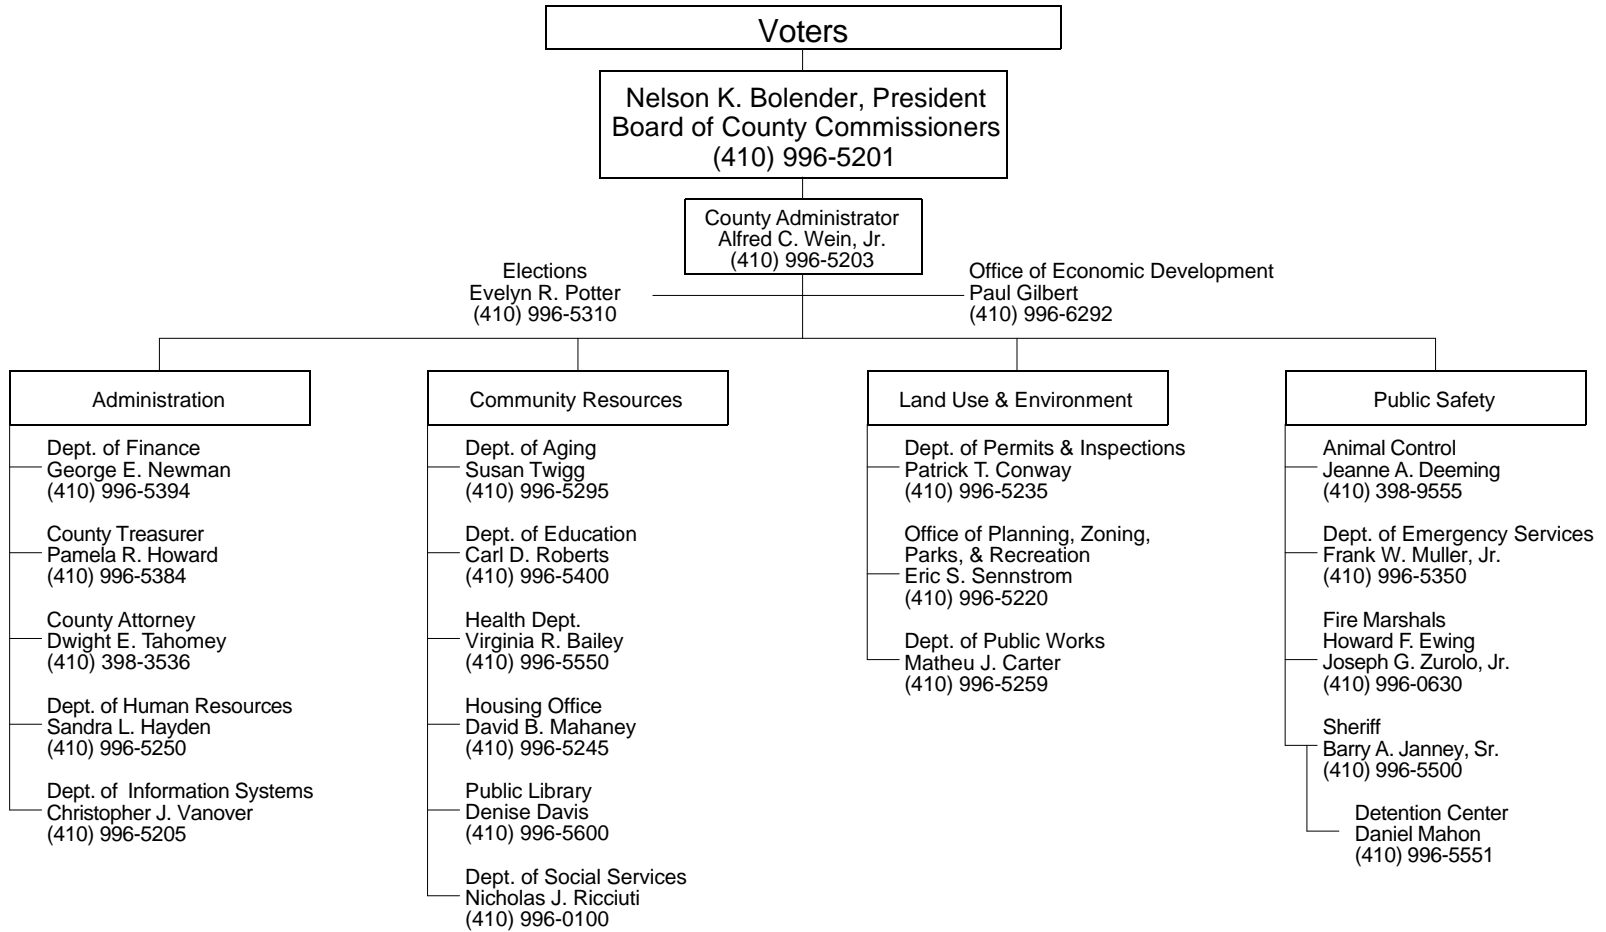 Voters
Nelson K. Bolender, President
Board of County Commissioners
(410) 996-5201
County Administrator
Alfred C. Wein, Jr.
(410) 996-5203
Elections
Evelyn R. Potter
(410) 996-5310
Office of Economic Development
Paul Gilbert
(410) 996-6292
Administration
Dept. of Finance
George E. Newman
(410) 996-5394
County Treasurer
Pamela R. Howard
(410) 996-5384
County Attorney
Dwight E. Tahomey
(410) 398-3536
Dept. of Human Resources
Sandra L. Hayden
(410) 996-5250
Dept. of Information Systems
Christopher J. Vanover
(410) 996-5205
Community Resources
Dept. of Aging
Susan Twigg
(410) 996-5295
Dept. of Education
Carl D. Roberts
(410) 996-5400
Health Dept.
Virginia R. Bailey
(410) 996-5550
Housing Office
David B. Mahaney
(410) 996-5245
Public Library
Denise Davis
(410) 996-5600
Dept. of Social Services
Nicholas J. Ricciuti
(410) 996-0100
Land Use & Environment
Dept. of Permits & Inspections
Patrick T. Conway
(410) 996-5235
Office of Planning, Zoning,
Parks, & Recreation
Eric S. Sennstrom
(410) 996-5220
Dept. of Public Works
Matheu J. Carter
(410) 996-5259
Public Safety
Animal Control
Jeanne A. Deeming
(410) 398-9555
Dept. of Emergency Services
Frank W. Muller, Jr.
(410) 996-5350
Fire Marshals
Howard F. Ewing
Joseph G. Zurolo, Jr.
(410) 996-0630
Sheriff
Barry A. Janney, Sr.
(410) 996-5500
Detention Center
Daniel Mahon
(410) 996-5551